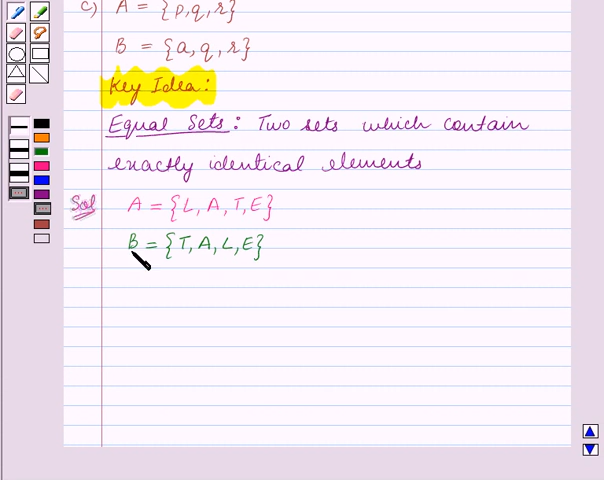 c) A = {p,q,r}
B = {a,q,r}
Key Idea:
Equal Sets: Two sets which contain
exactly identical elements
Sol A = {L, A, T, E}
B = {T, A, L, E}